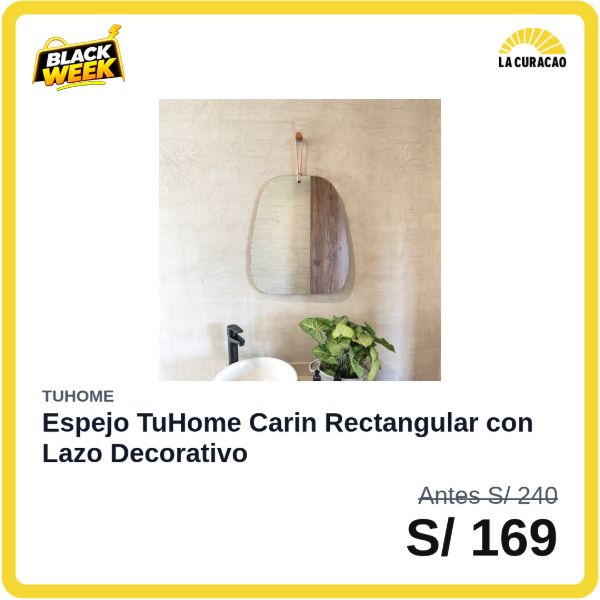 BLACK
WEEK
LA CURACAO
TUHOME
Espejo TuHome Carin Rectangular con
Lazo Decorativo
Antes S/ 240
S/ 169